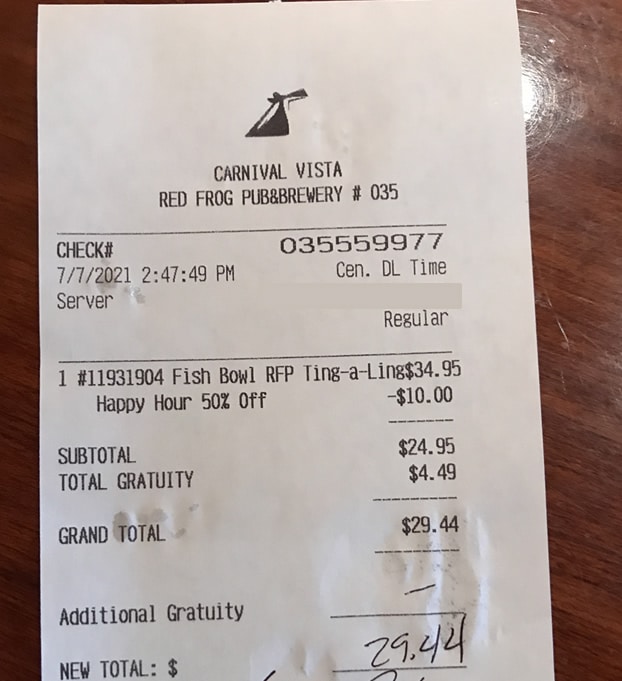 CARNIVAL VISTA
RED FROG PUB&BREWERY # 035
CHECK# 035559977
7/7/2021 2:47:49 PM Cen. DL Time
Server
Regular
1 #11931904 Fish Bowl RFP Ting-a-Ling$34.95
Happy Hour 50% Off -$10.00
SUBTOTAL $24.95
TOTAL GRATUITY $4.49
GRAND TOTAL $29.44
Additional Gratuity —
NEW TOTAL: $ 29.44